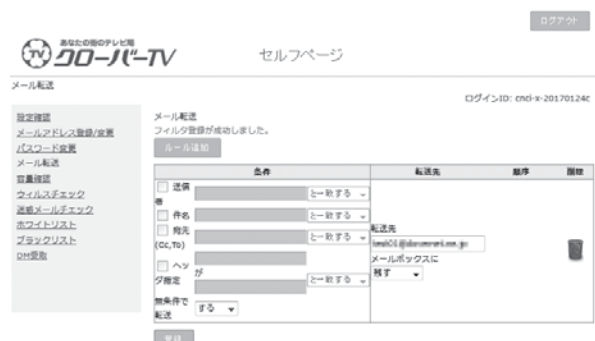 ログアウト
あなたの街のテレビ局
クローバーTV
セルフページ
メール転送
ログインID: cnci-x-20170124c
設定確認
メールアドレス登録/変更
パスワード変更
メール転送
容量確認
ウィルスチェック
迷惑メールチェック
ホワイトリスト
ブラックリスト
DM受取
メール転送
フィルタ登録が成功しました。
ルール追加
条件 転送先 順序 削除
送信者 と一致する
件名 と一致する
宛先(Cc,To) と一致する
ヘッダ指定 が と一致する
無条件で転送 する
転送先
メールボックスに
残す
登録